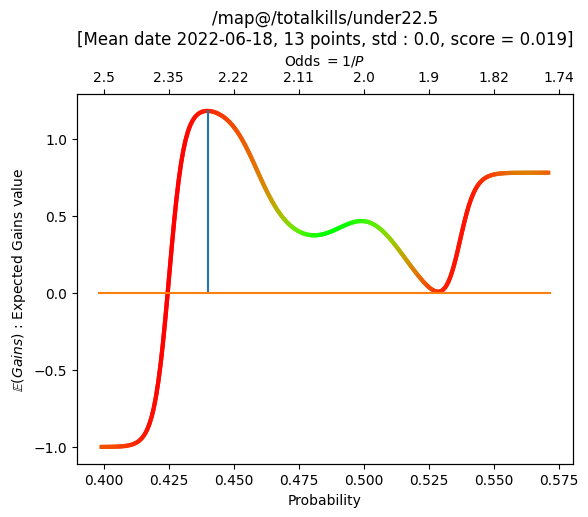 /map@/totalkills/under22.5
[Mean date 2022-06-18, 13 points, std : 0.0, score = 0.019]
Odds = 1/P
2.5 2.35 2.22 2.11 2.0 1.9 1.82 1.74
𝔼(Gains) : Expected Gains value
1.0
0.5
0.0
−0.5
−1.0
0.400 0.425 0.450 0.475 0.500 0.525 0.550 0.575
Probability